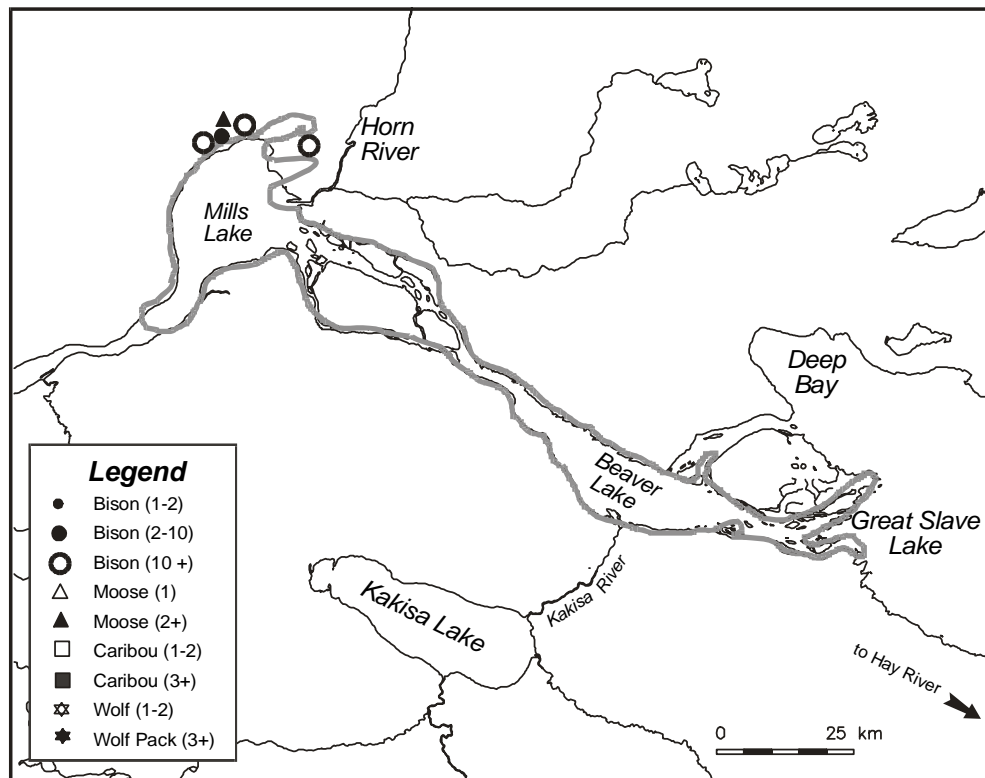 Horn
River
Mills
Lake
Deep
Bay
Beaver
Lake
Great Slave
Lake
Kakisa River
Kakisa Lake
to Hay River
0 25 km
Legend
Bison (1-2)
Bison (2-10)
Bison (10 +)
Moose (1)
Moose (2+)
Caribou (1-2)
Caribou (3+)
Wolf (1-2)
Wolf Pack (3+)